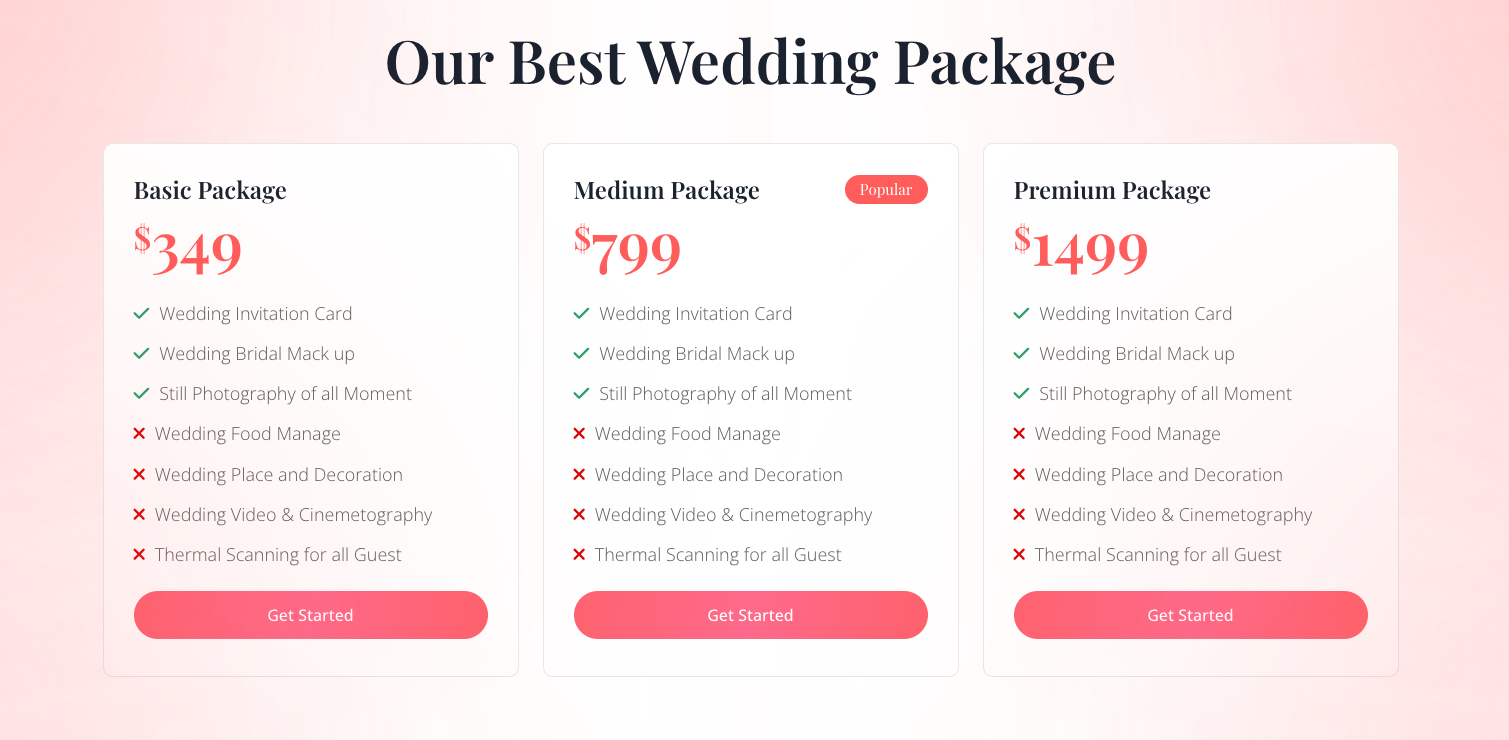 Our Best Wedding Package
Basic Package
$349
Wedding Invitation Card
Wedding Bridal Mack up
Still Photography of all Moment
Wedding Food Manage
Wedding Place and Decoration
Wedding Video & Cinemetography
Thermal Scanning for all Guest
Get Started
Medium Package
Popular
$799
Wedding Invitation Card
Wedding Bridal Mack up
Still Photography of all Moment
Wedding Food Manage
Wedding Place and Decoration
Wedding Video & Cinemetography
Thermal Scanning for all Guest
Get Started
Premium Package
$1499
Wedding Invitation Card
Wedding Bridal Mack up
Still Photography of all Moment
Wedding Food Manage
Wedding Place and Decoration
Wedding Video & Cinemetography
Thermal Scanning for all Guest
Get Started